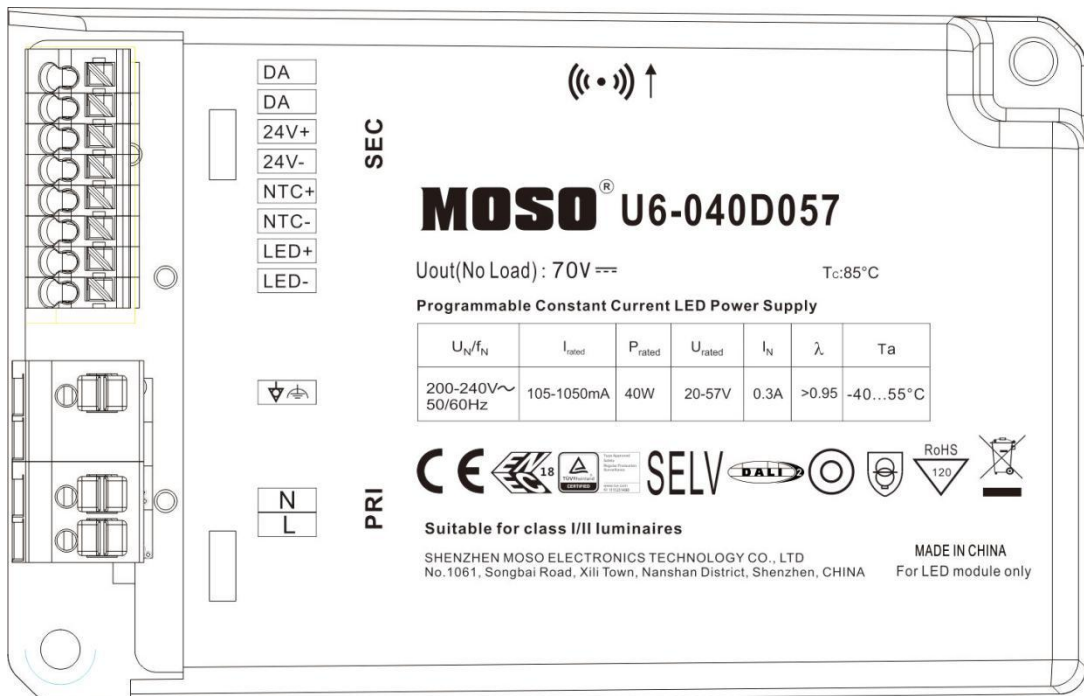 DA
DA
24V+
24V-
NTC+
NTC-
LED+
LED-
SEC
MOSO® U6-040D057
Uout(No Load) : 70V
Tc:85°C
Programmable Constant Current LED Power Supply
UN/fN Irated Prated Urated IN λ Ta
200-240V~ 50/60Hz 105-1050mA 40W 20-57V 0.3A >0.95 -40...55°C
CE ENEC 18 TÜVRheinland CERTIFIED SELV DALI 2 RoHS 120
N
L
PRI
Suitable for class I/II luminaires
SHENZHEN MOSO ELECTRONICS TECHNOLOGY CO., LTD
No.1061, Songbai Road, Xili Town, Nanshan District, Shenzhen, CHINA
MADE IN CHINA
For LED module only